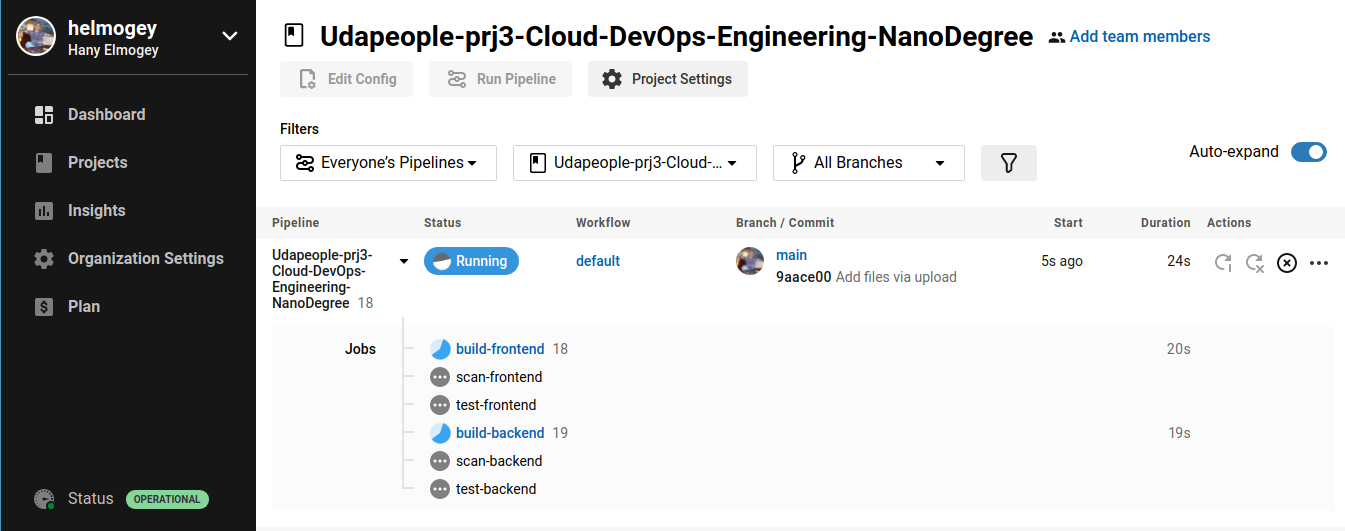 helmogey
Hany Elmogey
Dashboard
Projects
Insights
Organization Settings
Plan
Status OPERATIONAL
Udapeople-prj3-Cloud-DevOps-Engineering-NanoDegree Add team members
Edit Config Run Pipeline Project Settings
Filters
Everyone's Pipelines Udapeople-prj3-Cloud-... All Branches Auto-expand
Pipeline Status Workflow Branch / Commit Start Duration Actions
Udapeople-prj3-
Cloud-DevOps-
Engineering-
NanoDegree 18
Running default
main
9aace00 Add files via upload
5s ago 24s
Jobs build-frontend 18 20s
scan-frontend
test-frontend
build-backend 19 19s
scan-backend
test-backend